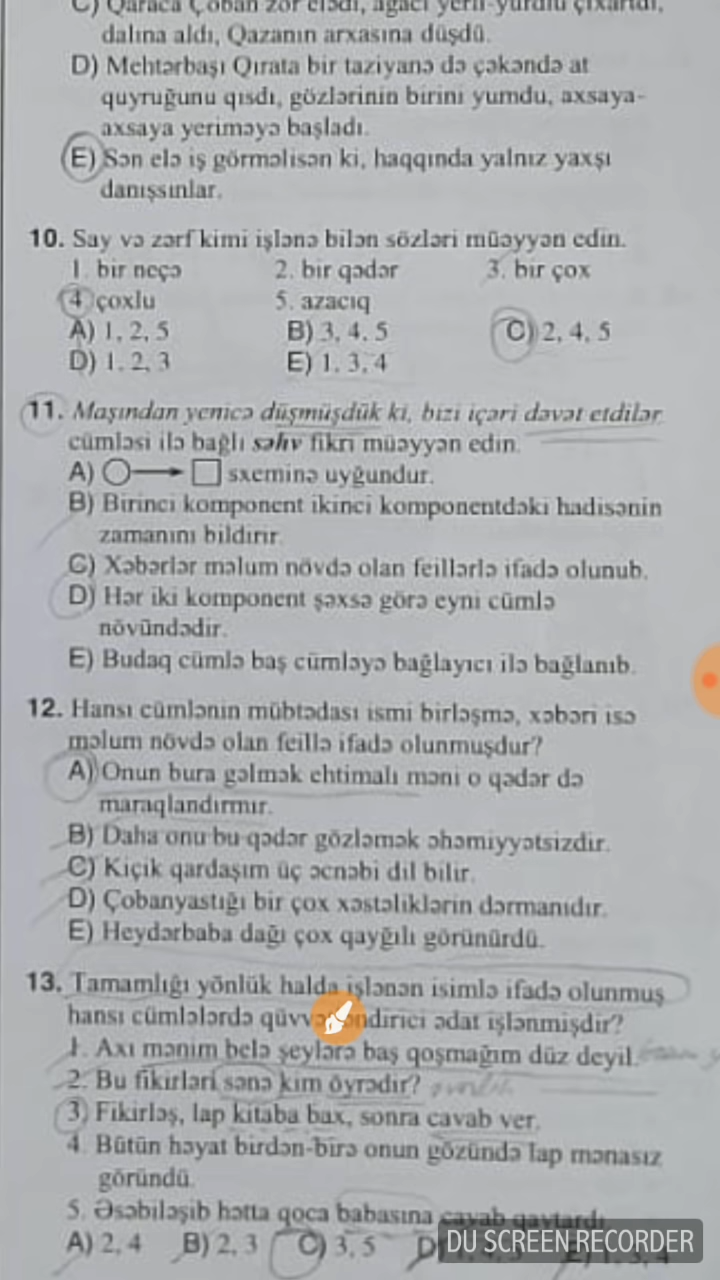 C) Qaraca Çoban zor elədi, ağacı yerli-yurdlu çıxartdı,
dalına aldı, Qazanın arxasına düşdü.
D) Mehtərbaşı Qırata bir taziyanə də çəkəndə at
quyruğunu qısdı, gözlərinin birini yumdu, axsaya-
axsaya yeriməyə başladı.
E) Sən elə iş görməlisən ki, haqqında yalnız yaxşı
danışsınlar.
10. Say və zərf kimi işlənə bilən sözləri müəyyən edin.
1. bir neçə 2. bir qədər 3. bir çox
4. çoxlu 5. azacıq
A) 1, 2, 5 B) 3, 4, 5 C) 2, 4, 5
D) 1, 2, 3 E) 1, 3, 4
11. Maşından yenicə düşmüşdük ki, bizi içəri dəvət etdilər
cümləsi ilə bağlı səhv fikri müəyyən edin.
A) sxeminə uyğundur.
B) Birinci komponent ikinci komponentdəki hadisənin
zamanını bildirir.
C) Xəbərlər məlum növdə olan feillərlə ifadə olunub.
D) Hər iki komponent şəxsə görə eyni cümlə
növündədir.
E) Budaq cümlə baş cümləyə bağlayıcı ilə bağlanıb.
12. Hansı cümlənin mübtədası ismi birləşmə, xəbəri isə
məlum növdə olan feillə ifadə olunmuşdur?
A) Onun bura gəlmək ehtimalı məni o qədər də
maraqlandırmır.
B) Daha onu bu qədər gözləmək əhəmiyyətsizdir.
C) Kiçik qardaşım üç əcnəbi dil bilir.
D) Çobanyastığı bir çox xəstəliklərin dərmanıdır.
E) Heydərbaba dağı çox qayğılı görünürdü.
13. Tamamlığı yönlük halda işlənən isimlə ifadə olunmuş
hansı cümlələrdə qüvvətləndirici ədat işlənmişdir?
1. Axı mənim belə şeylərə baş qoşmağım düz deyil.
2. Bu fikirləri sənə kim öyrədir?
3. Fikirləş, lap kitaba bax, sonra cavab ver.
4. Bütün həyat birdən-birə onun gözündə lap mənasız
göründü.
5. Əsəbiləşib hətta qoca babasına cavab qaytardı.
A) 2, 4 B) 2, 3 C) 3, 5 D) E) 1, 3, 4
DU SCREEN RECORDER